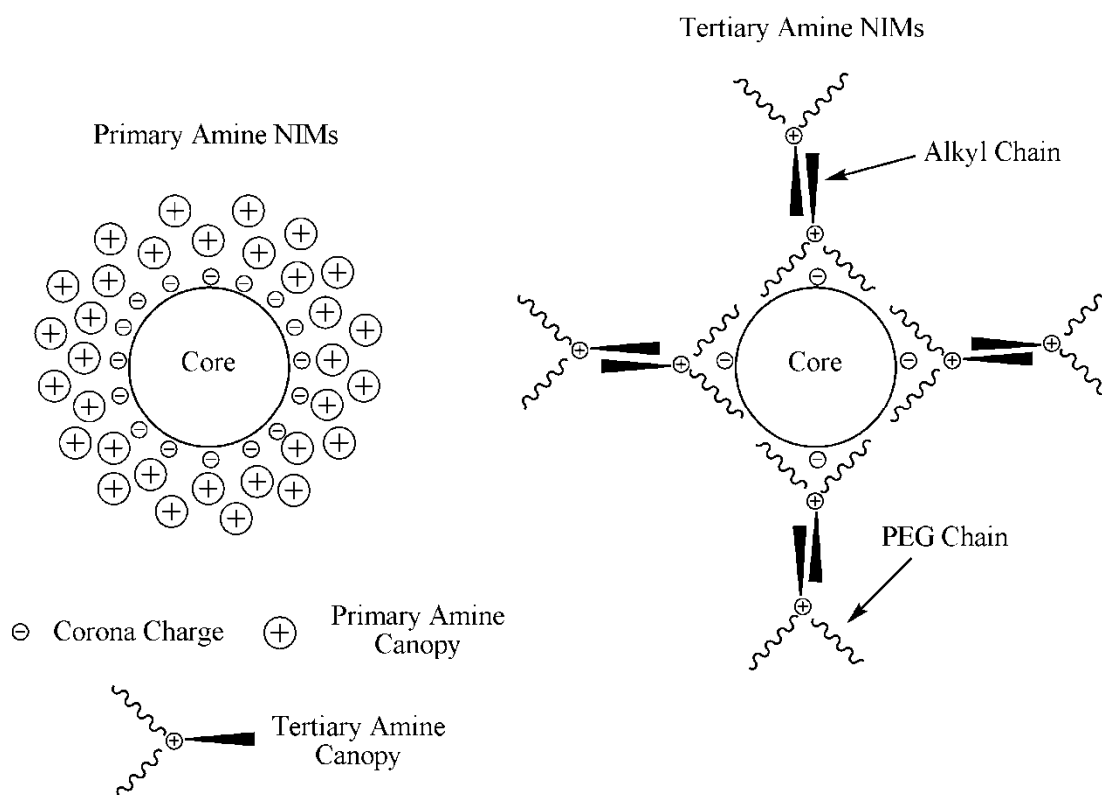 Tertiary Amine NIMs
Primary Amine NIMs
Alkyl Chain
Core
Core
PEG Chain
Corona Charge
Primary Amine
Canopy
Tertiary Amine
Canopy